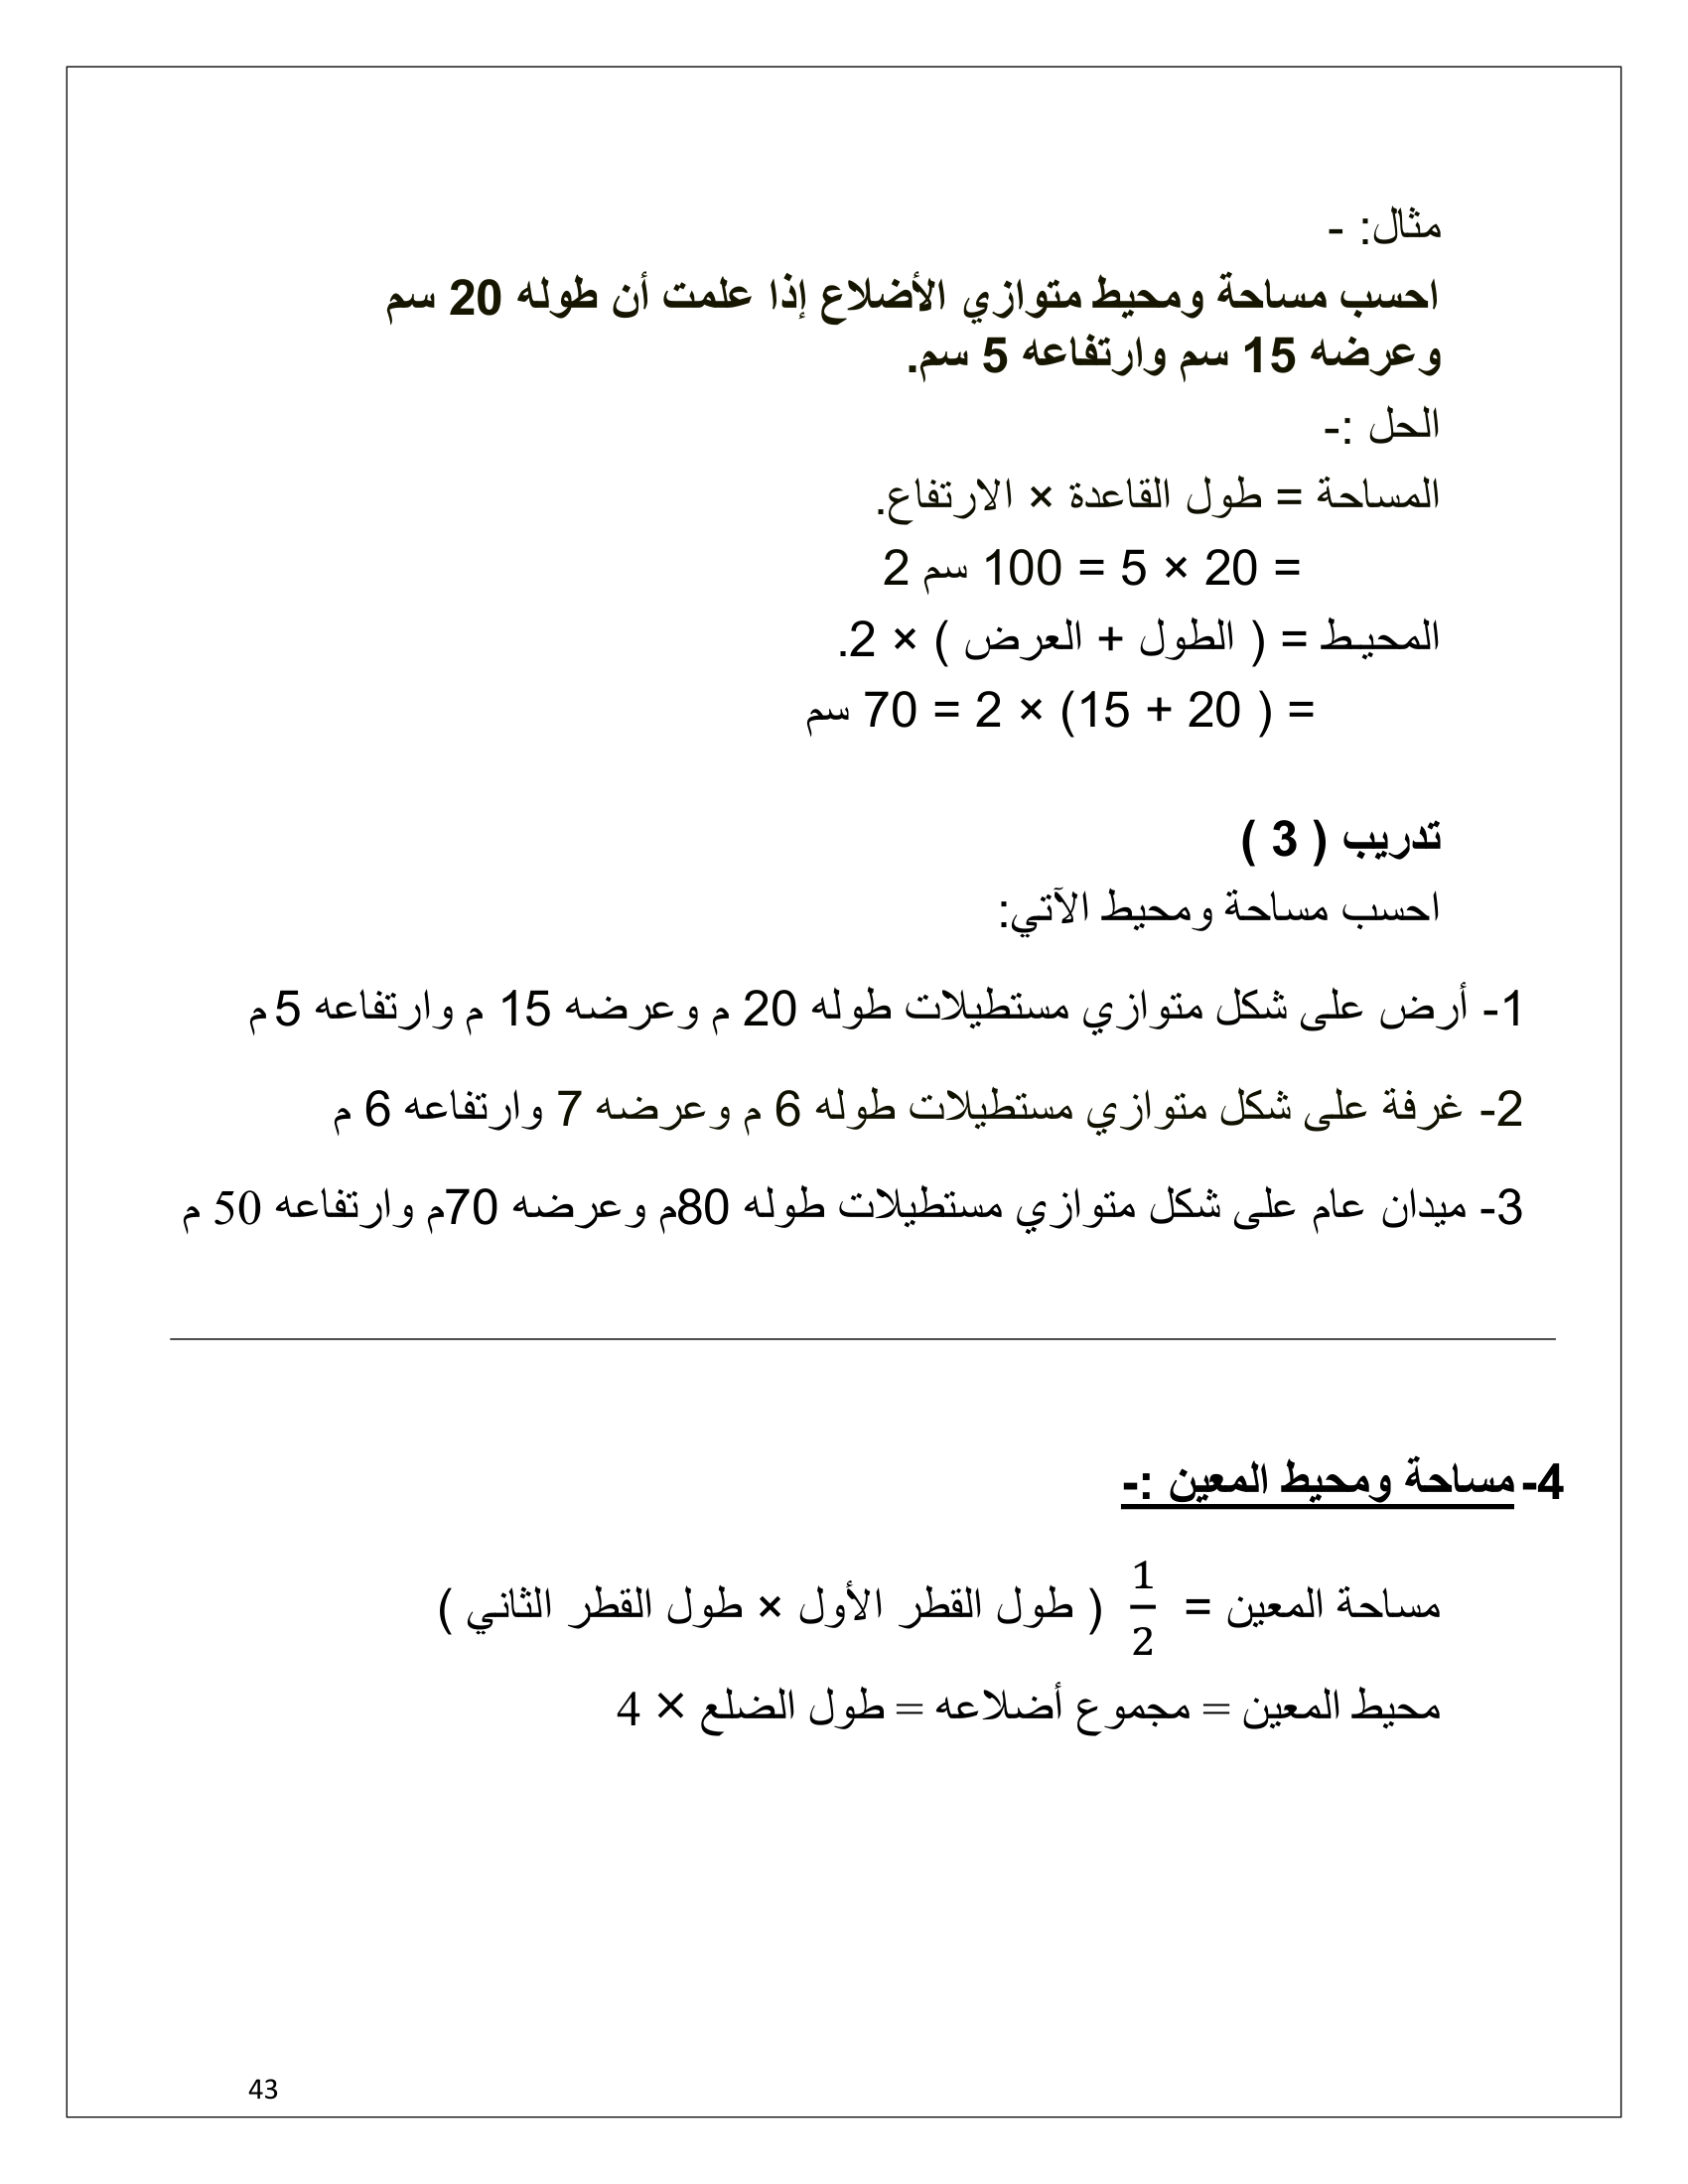 مثال: -
احسب مساحة ومحيط متوازي الأضلاع إذا علمت أن طوله 20 سم
وعرضه 15 سم وارتفاعه 5 سم.
الحل :-
المساحة = طول القاعدة × الارتفاع.
= 20 × 5 = 100 سم 2
المحيط = ( الطول + العرض ) × 2.
= ( 20 + 15) × 2 = 70 سم
تدريب ( 3 )
احسب مساحة ومحيط الآتي:
1- أرض على شكل متوازي مستطيلات طوله 20 م وعرضه 15 م وارتفاعه 5 م
2- غرفة على شكل متوازي مستطيلات طوله 6 م وعرضه 7 وارتفاعه 6 م
3- ميدان عام على شكل متوازي مستطيلات طوله 80م وعرضه 70م وارتفاعه 50 م
4- مساحة ومحيط المعين :-
مساحة المعين = 1/2 ( طول القطر الأول × طول القطر الثاني )
محيط المعين = مجموع أضلاعه = طول الضلع × 4
43